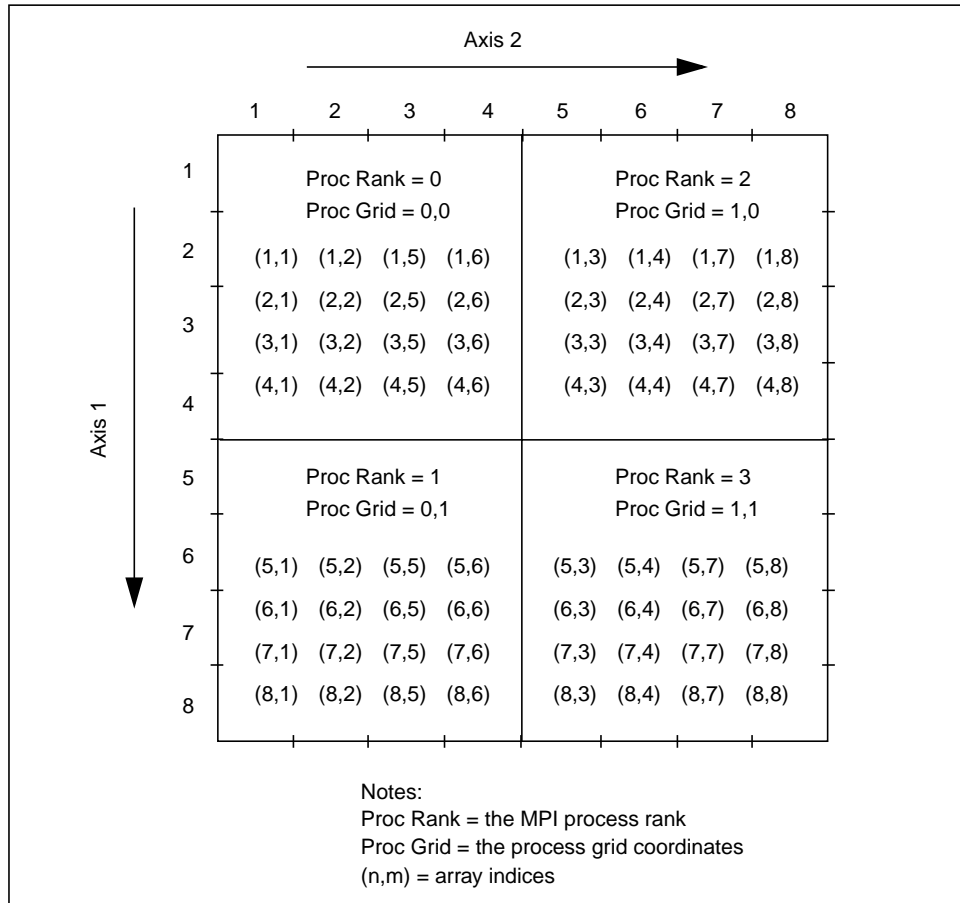 Axis 2
1 2 3 4 5 6 7 8
1
Proc Rank = 0 Proc Rank = 2
Proc Grid = 0,0 Proc Grid = 1,0
2
(1,1) (1,2) (1,5) (1,6) (1,3) (1,4) (1,7) (1,8)
(2,1) (2,2) (2,5) (2,6) (2,3) (2,4) (2,7) (2,8)
3
(3,1) (3,2) (3,5) (3,6) (3,3) (3,4) (3,7) (3,8)
(4,1) (4,2) (4,5) (4,6) (4,3) (4,4) (4,7) (4,8)
4
Axis 1
5
Proc Rank = 1 Proc Rank = 3
Proc Grid = 0,1 Proc Grid = 1,1
6
(5,1) (5,2) (5,5) (5,6) (5,3) (5,4) (5,7) (5,8)
(6,1) (6,2) (6,5) (6,6) (6,3) (6,4) (6,7) (6,8)
7
(7,1) (7,2) (7,5) (7,6) (7,3) (7,4) (7,7) (7,8)
(8,1) (8,2) (8,5) (8,6) (8,3) (8,4) (8,7) (8,8)
8
Notes:
Proc Rank = the MPI process rank
Proc Grid = the process grid coordinates
(n,m) = array indices